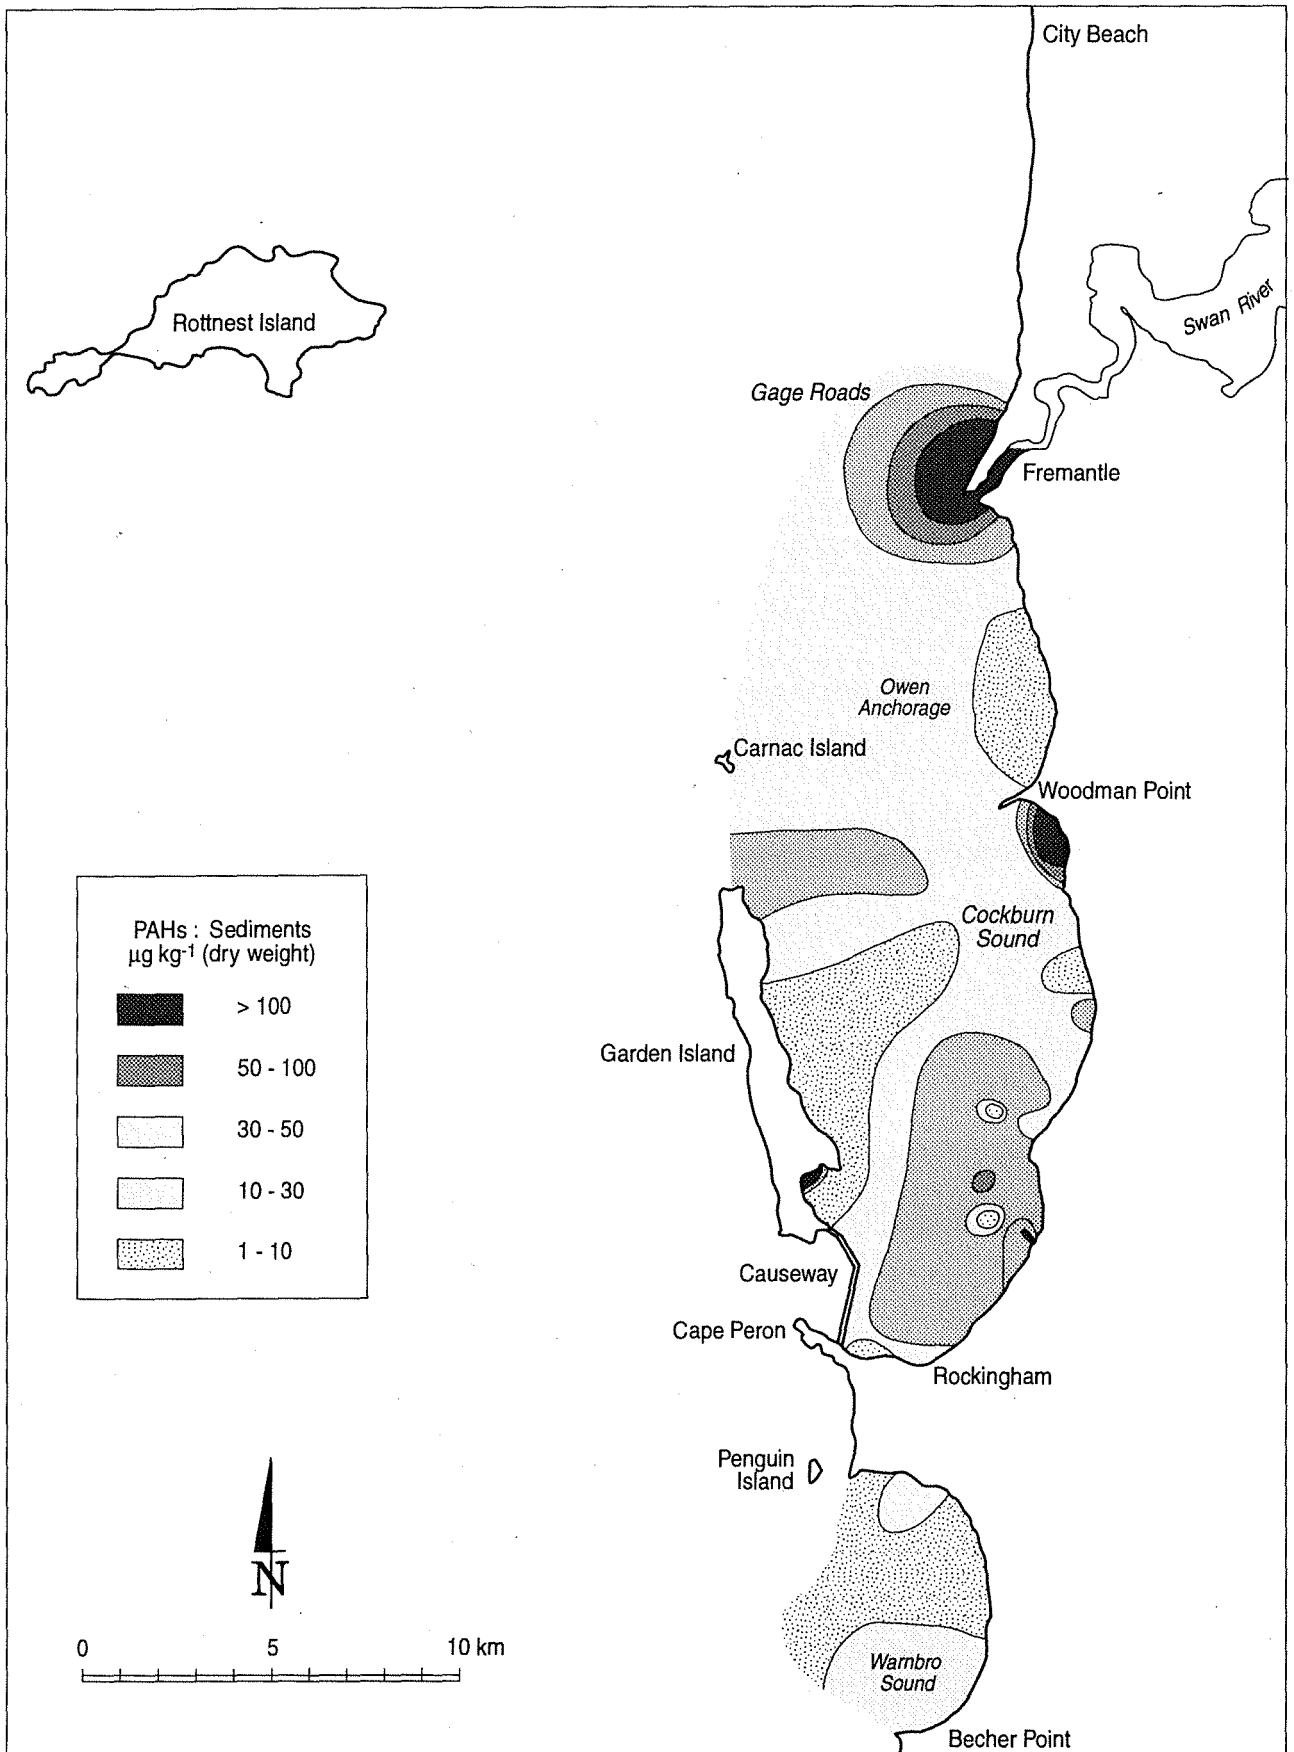 City Beach
Swan River
Rottnest Island
Gage Roads
Fremantle
Owen
Anchorage
Carnac Island
Woodman Point
PAHs : Sediments
µg kg-1 (dry weight)
> 100
50 - 100
30 - 50
10 - 30
1 - 10
Cockburn
Sound
Garden Island
Causeway
Cape Peron
Rockingham
Penguin
Island
N
0 5 10 km
Warnbro
Sound
Becher Point